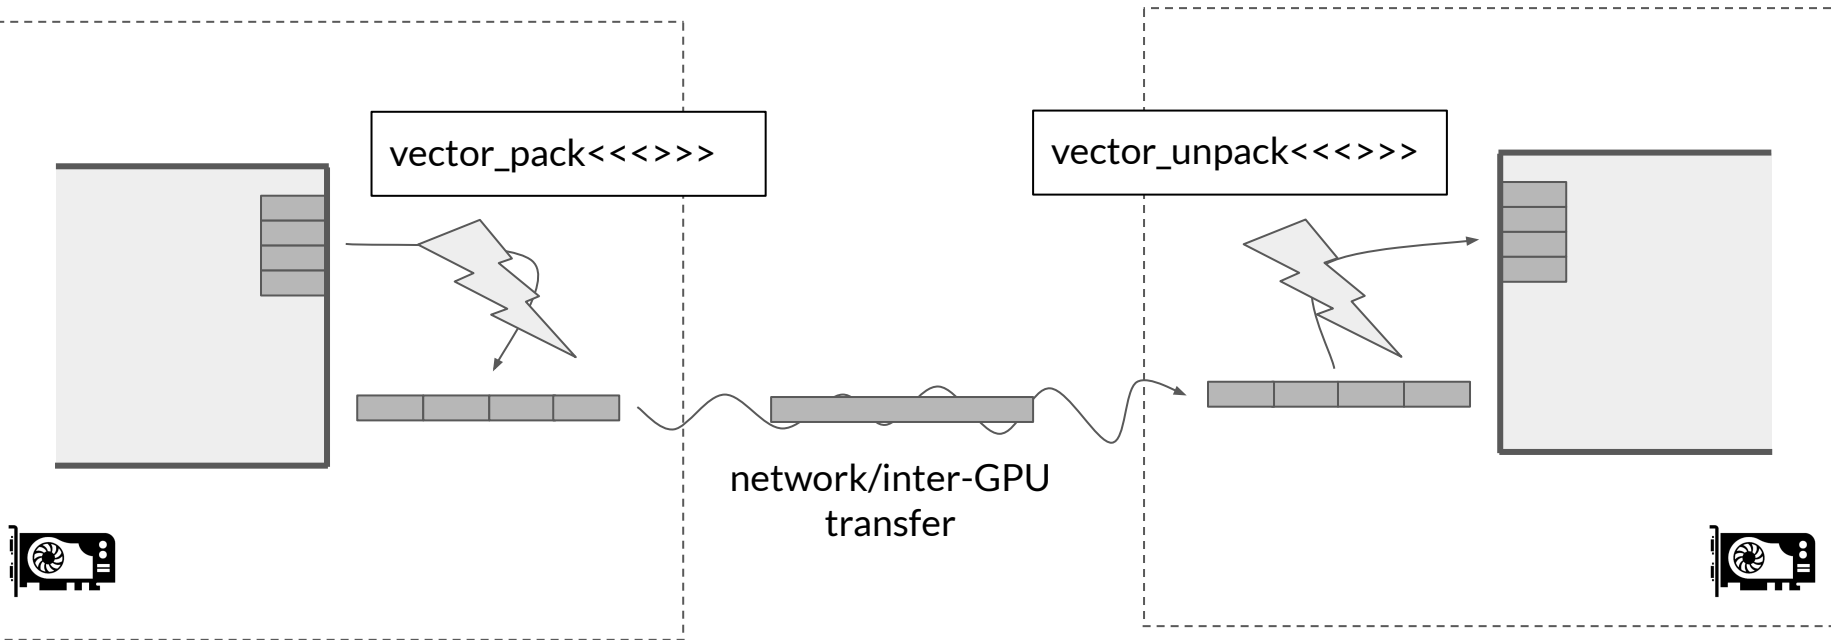 vector_pack<<<>>>
vector_unpack<<<>>>
network/inter-GPU
transfer